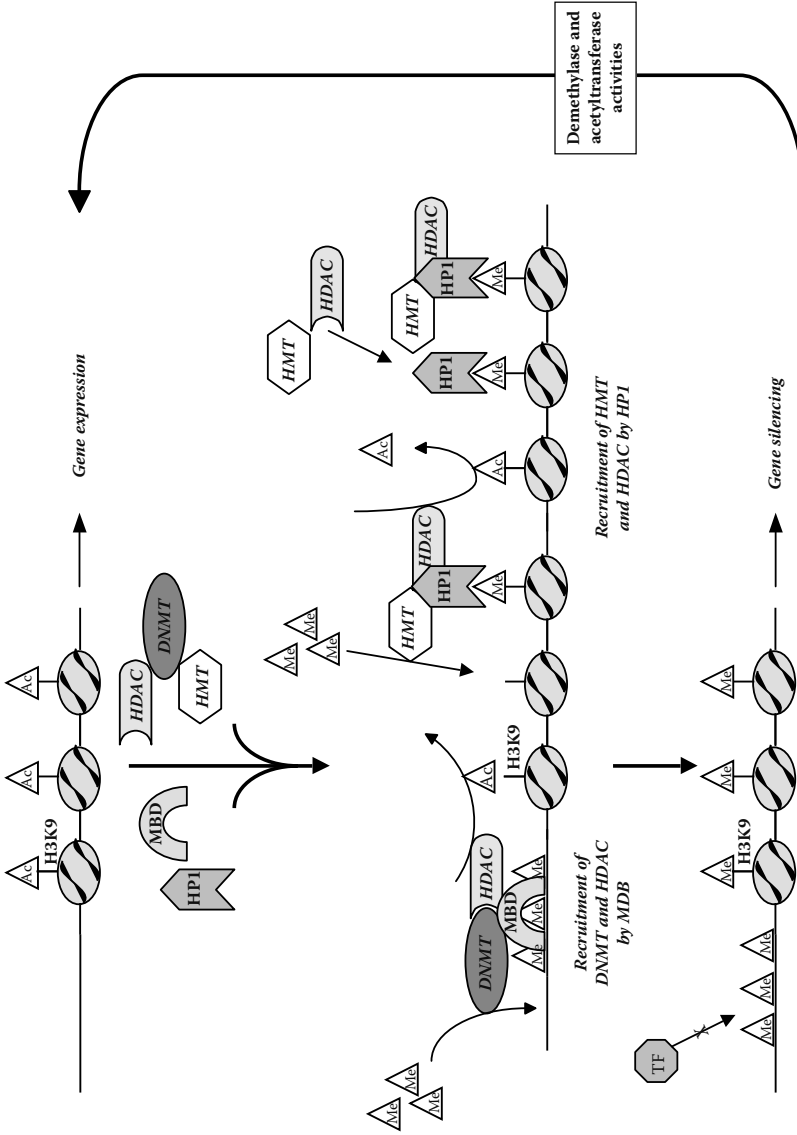 Ac
Ac
Ac
H3K9
Gene expression
HP1
MBD
HDAC
DNMT
HMT
Demethylase and
acetyltransferase
activities
Me
Me
Me
DNMT
HDAC
MBD
Me
Me
Me
Ac
H3K9
Me
Me
Me
HMT
HDAC
HP1
Me
Ac
Ac
HMT
HDAC
HP1
Me
HMT
HDAC
HP1
Me
Recruitment of
DNMT and HDAC
by MDB
Recruitment of HMT
and HDAC by HP1
TF
Me
Me
Me
Me
Me
Me
H3K9
Gene silencing